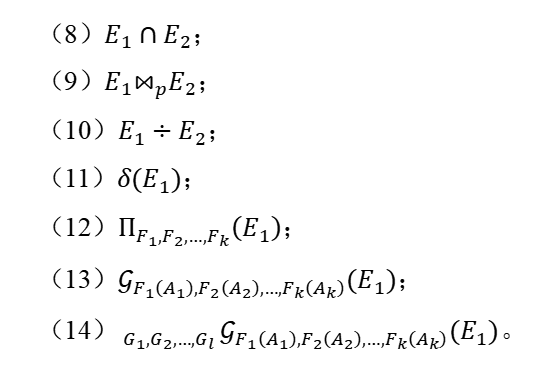 （8）E₁ ∩ E₂；
（9）E₁⋈ₚE₂；
（10）E₁ ÷ E₂；
（11）δ(E₁)；
（12）Π_{F₁,F₂,…,Fₖ}(E₁)；
（13）𝒢_{F₁(A₁),F₂(A₂),…,Fₖ(Aₖ)}(E₁)；
（14）_{G₁,G₂,…,Gₗ}𝒢_{F₁(A₁),F₂(A₂),…,Fₖ(Aₖ)}(E₁)。